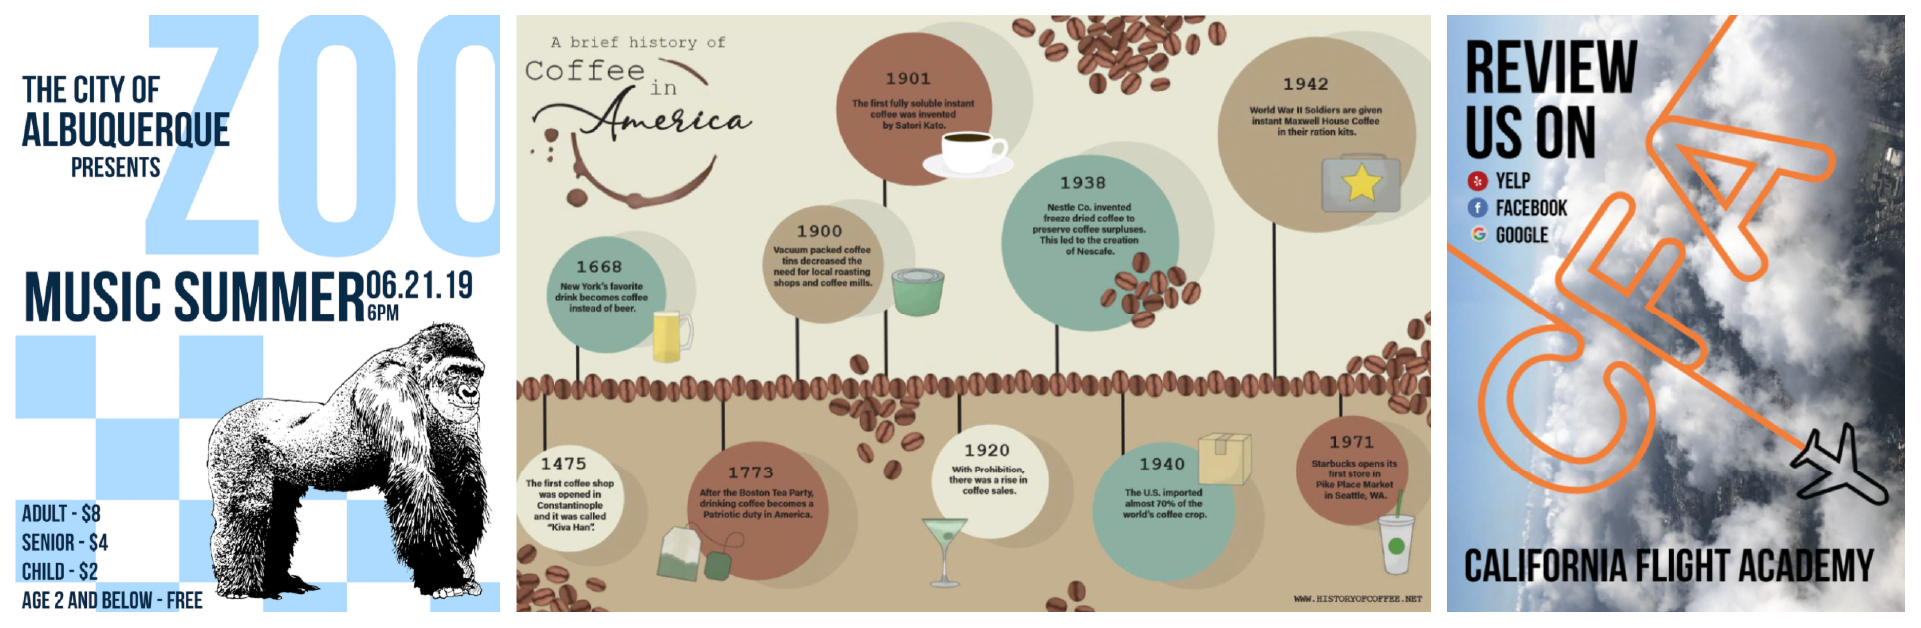 ZOO
THE CITY OF
ALBUQUERQUE
PRESENTS
MUSIC SUMMER
06.21.19
6PM
ADULT - $8
SENIOR - $4
CHILD - $2
AGE 2 AND BELOW - FREE
A brief history of
Coffee
in
America
1901
The first fully soluble instant
coffee was invented
by Satori Kato.
1942
World War II Soldiers are given
instant Maxwell House Coffee
in their ration kits.
1938
Nestle Co. invented
freeze dried coffee to
preserve coffee surpluses.
This led to the creation
of Nescafe.
1900
Vacuum packed coffee
tins decreased the
need for local roasting
shops and coffee mills.
1668
New York's favorite
drink becomes coffee
instead of beer.
1475
The first coffee shop
was opened in
Constantinople
and it was called
"Kiva Han".
1773
After the Boston Tea Party,
drinking coffee becomes a
Patriotic duty in America.
1920
With Prohibition,
there was a rise in
coffee sales.
1940
The U.S. imported
almost 70% of the
world's coffee crop.
1971
Starbucks opens its
first store in
Pike Place Market
in Seattle, WA.
WWW.HISTORYOFCOFFEE.NET
REVIEW
US ON
YELP
FACEBOOK
GOOGLE
CFA
CALIFORNIA FLIGHT ACADEMY